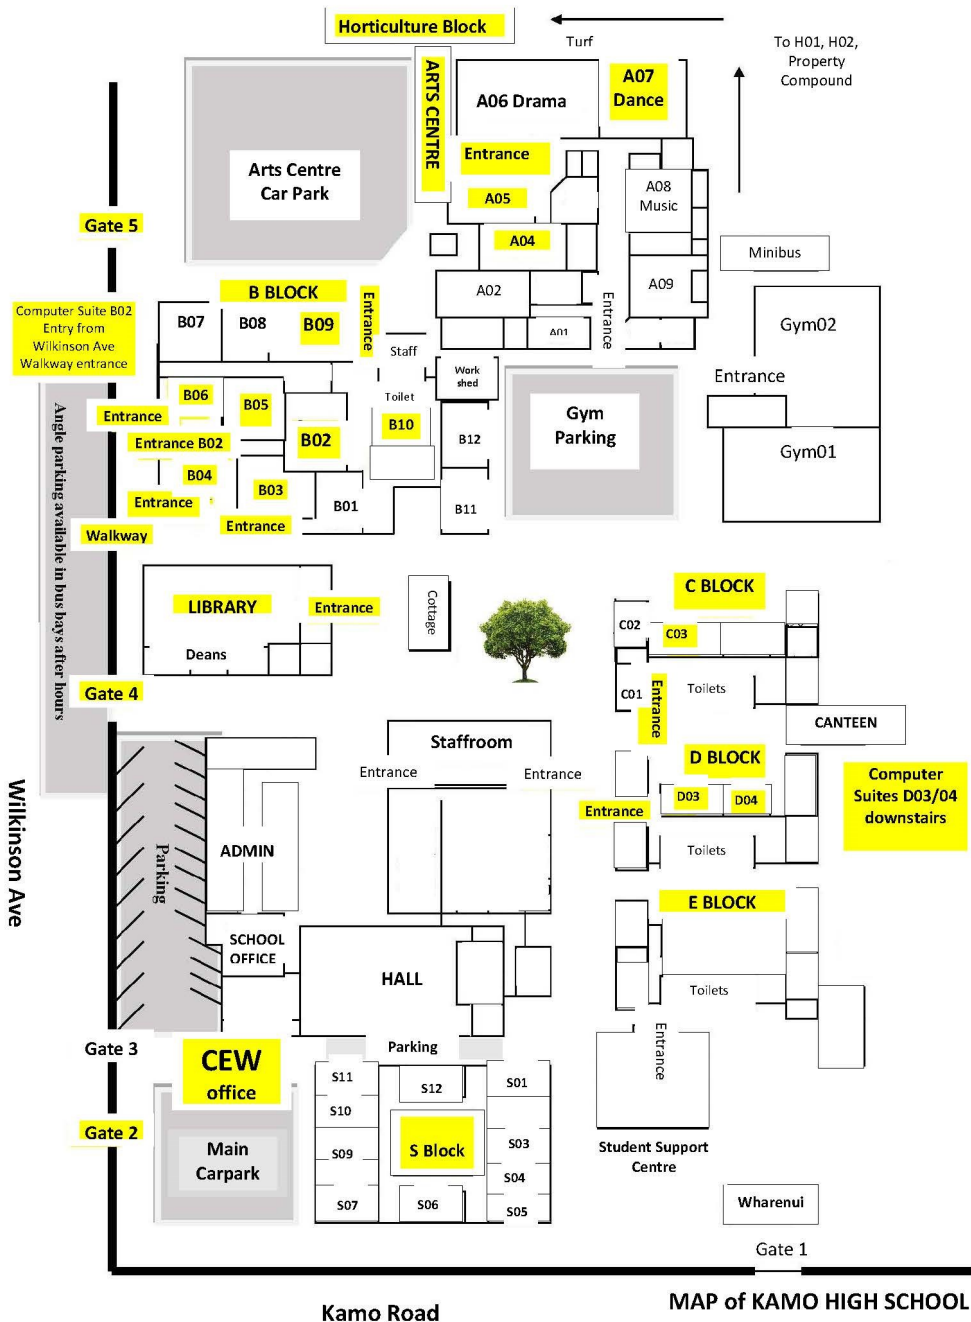 Horticulture Block
Turf
To H01, H02,
Property
Compound
ARTS CENTRE
A06 Drama
A07
Dance
Entrance
Arts Centre
Car Park
A05
A08
Music
Gate 5
A04
Minibus
B BLOCK
A02
A09
Computer Suite B02
Entry from
Wilkinson Ave
Walkway entrance
B07
B08
B09
Entrance
A01
Entrance
Gym02
Staff
Work
shed
Entrance
Toilet
B06
B05
B10
Gym
Parking
Entrance
Entrance B02
B02
B12
Gym01
B04
B03
Entrance
B01
B11
Entrance
Walkway
Angle parking available in bus bays after hours
C BLOCK
LIBRARY
Entrance
Cottage
C02
C03
Deans
Gate 4
C01
Entrance
Toilets
CANTEEN
Staffroom
D BLOCK
Entrance
Entrance
Computer
Suites D03/04
downstairs
D03
D04
Entrance
Wilkinson Ave
Parking
ADMIN
Toilets
E BLOCK
SCHOOL
OFFICE
HALL
Toilets
Entrance
Gate 3
Parking
CEW
office
S11
S12
S01
S10
Gate 2
Main
Carpark
S Block
S09
S03
Student Support
Centre
S04
S07
S06
S05
Wharenui
Gate 1
Kamo Road
MAP of KAMO HIGH SCHOOL